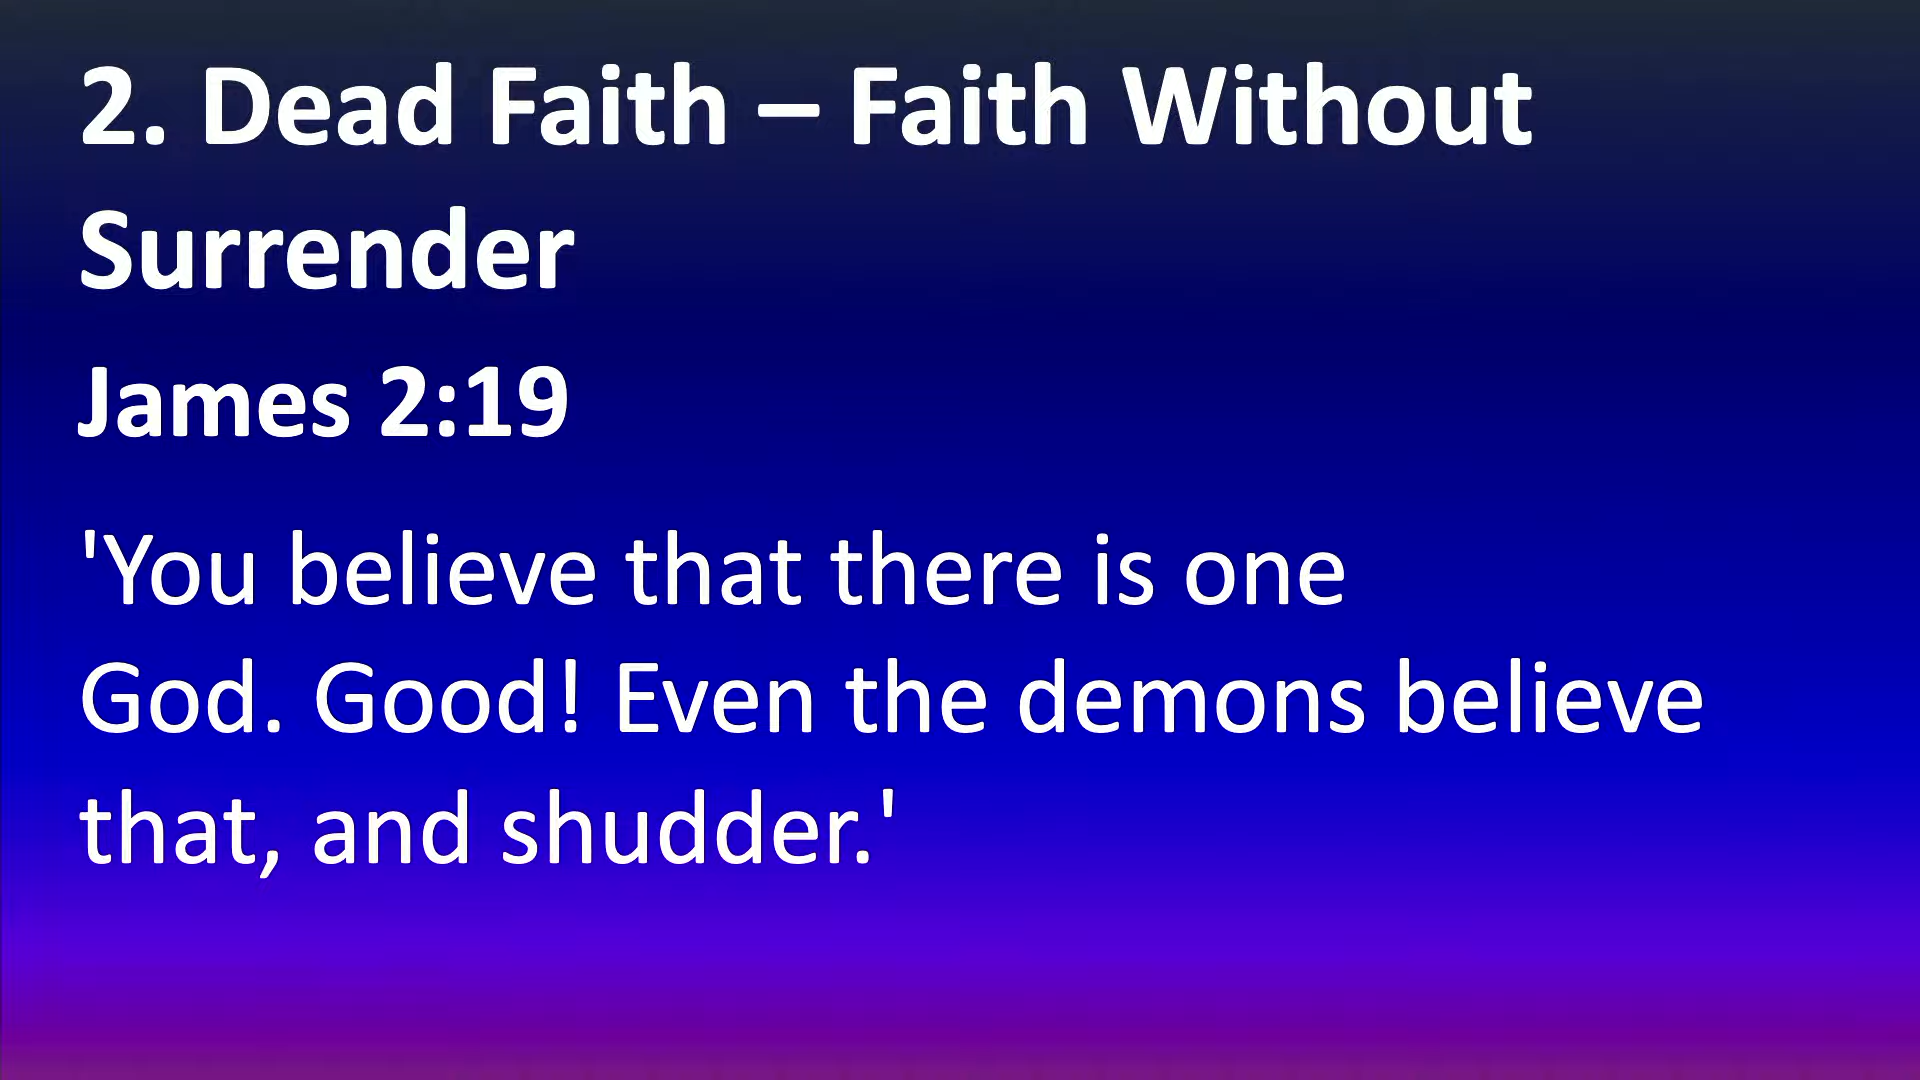 2. Dead Faith – Faith Without
Surrender
James 2:19
'You believe that there is one
God. Good! Even the demons believe
that, and shudder.'